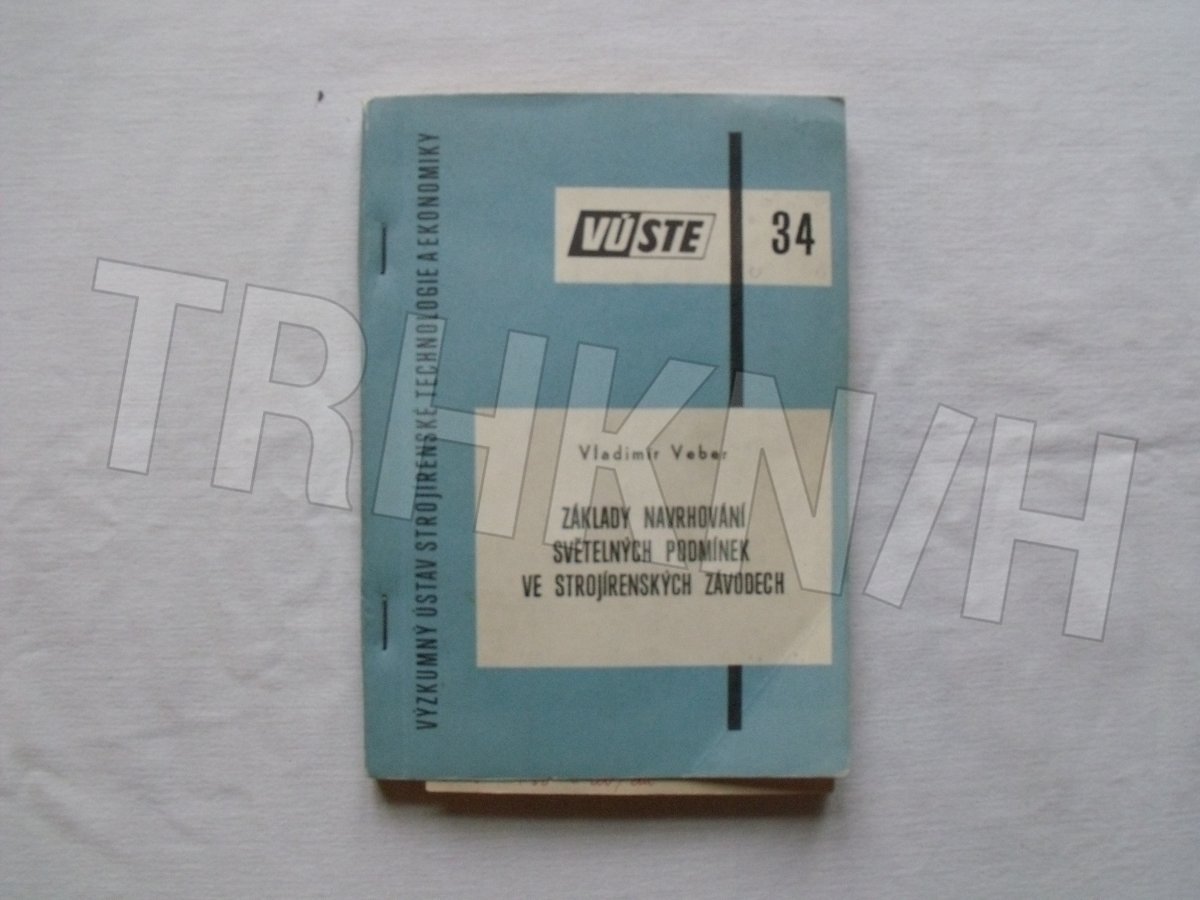 VÝZKUMNÝ ÚSTAV STROJÍRENSKÉ TECHNOLOGIE A EKONOMIKY
VÚSTE
34
Vladimír Veber
ZÁKLADY NAVRHOVÁNÍ
SVĚTELNÝCH PODMÍNEK
VE STROJÍRENSKÝCH ZÁVODECH
TRHKNIH